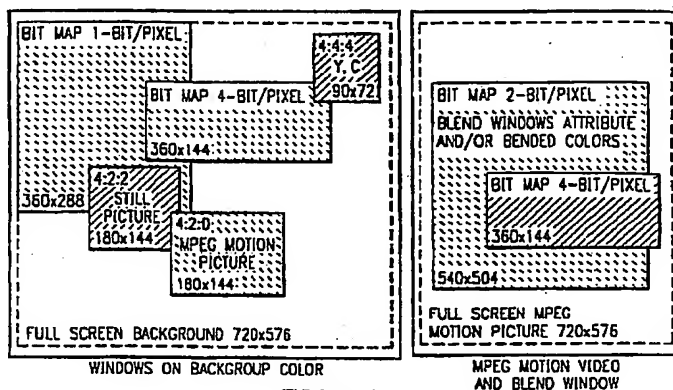 BIT MAP 1-BIT/PIXEL
4:4:4
Y, C
90x72
BIT MAP 4-BIT/PIXEL
360x144
360x288
4:2:2
STILL
PICTURE
180x144
4:2:0
MPEG MOTION
PICTURE
180x144
FULL SCREEN BACKGROUND 720x576
WINDOWS ON BACKGROUP COLOR
BIT MAP 2-BIT/PIXEL
BLEND WINDOWS ATTRIBUTE
AND/OR BENDED COLORS
BIT MAP 4-BIT/PIXEL
360x144
540x504
FULL SCREEN MPEG
MOTION PICTURE 720x576
MPEG MOTION VIDEO
AND BLEND WINDOW